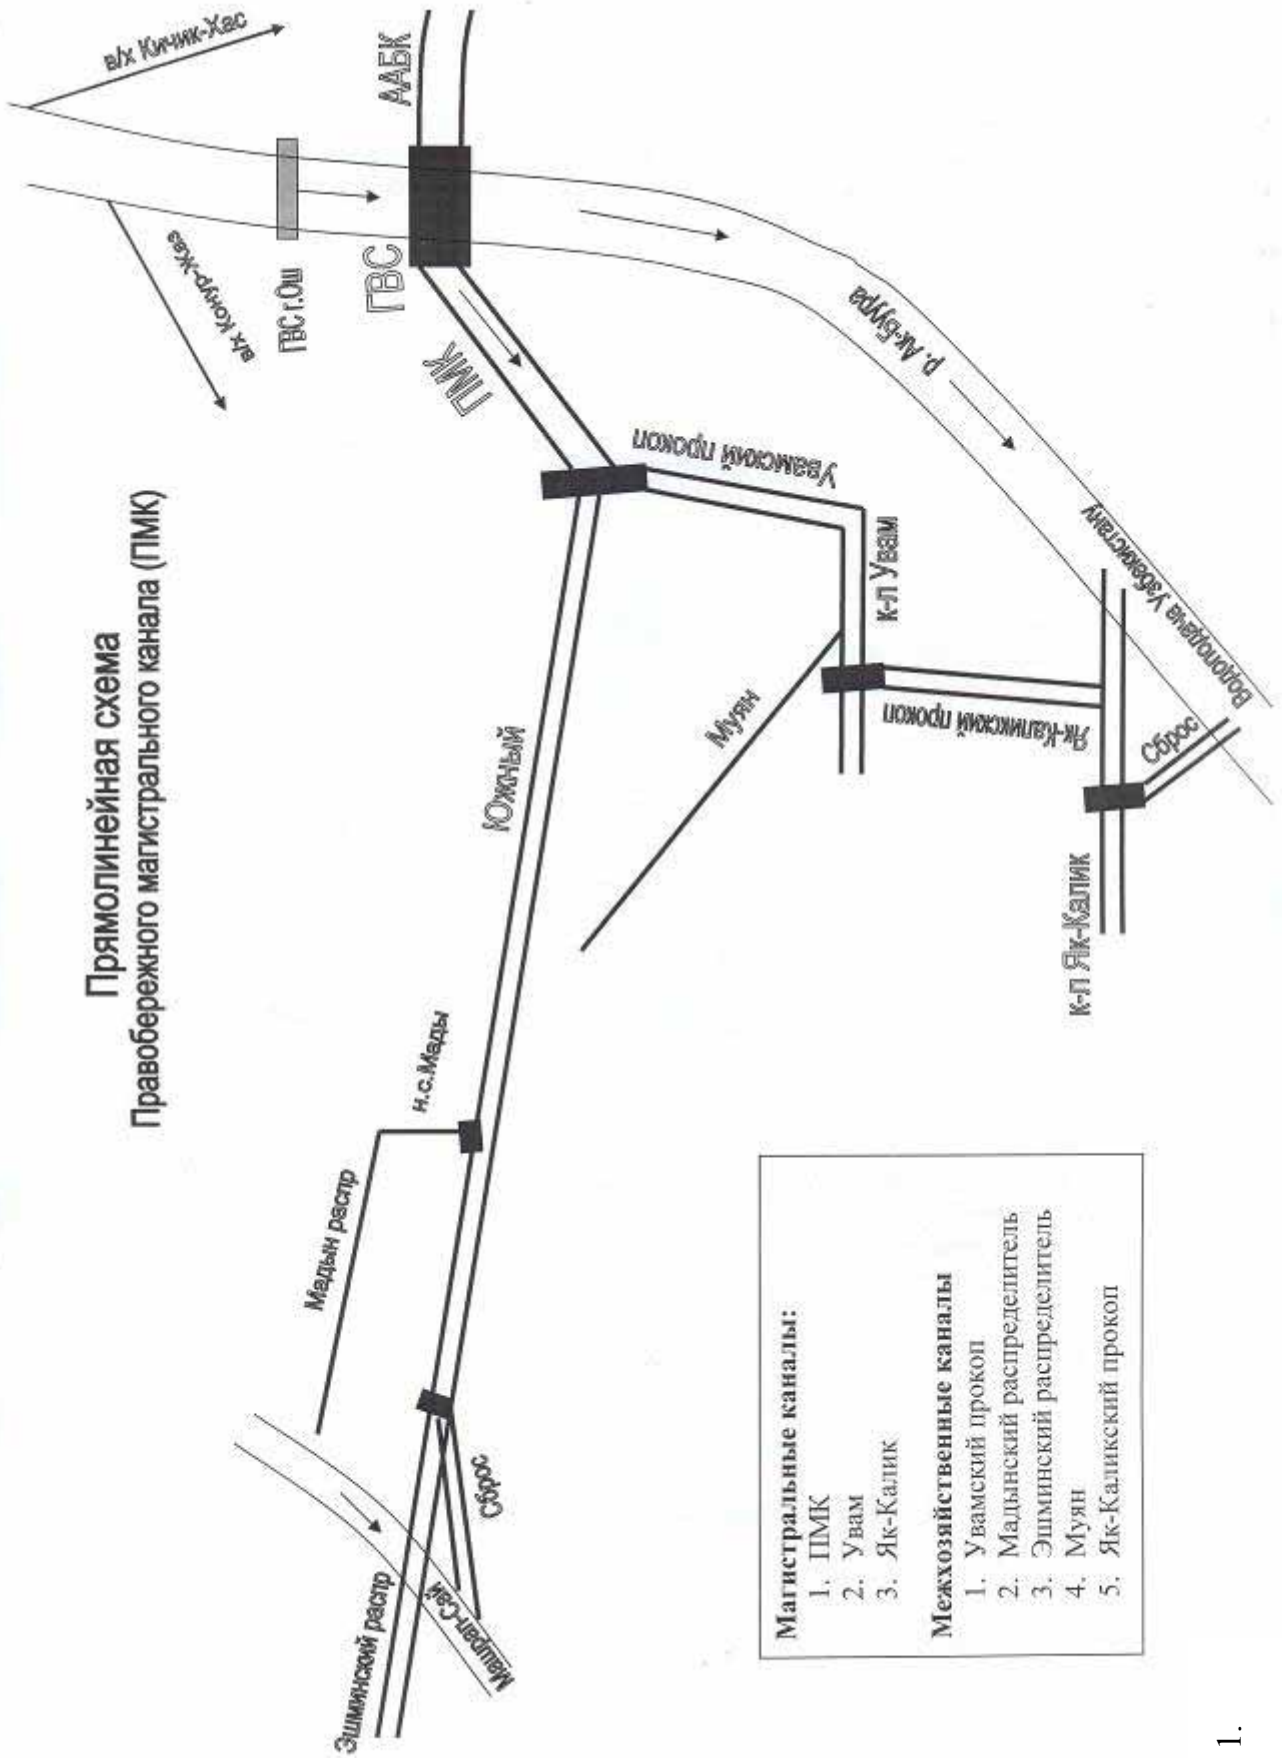 Прямолинейная схема
Правобережного магистрального канала (ПМК)
в/х Кичик-Хас
в/х Конур-Жаз
ГВС г.Ош
ААБК
ГВС
ПМК
р. Ак-Буура
Водоподача Узбекистану
Увамский прокоп
к-л Увам
Муян
Як-Каликский прокоп
Сброс
к-л Як-Калик
Южный
н.с.Мады
Мадын распр
Сброс
Эшминский распр
Машрап-Сай
Магистральные каналы:
1. ПМК
2. Увам
3. Як-Калик
Межхозяйственные каналы
1. Увамский прокоп
2. Мадынский распределитель
3. Эшминский распределитель
4. Муян
5. Як-Каликский прокоп
1.